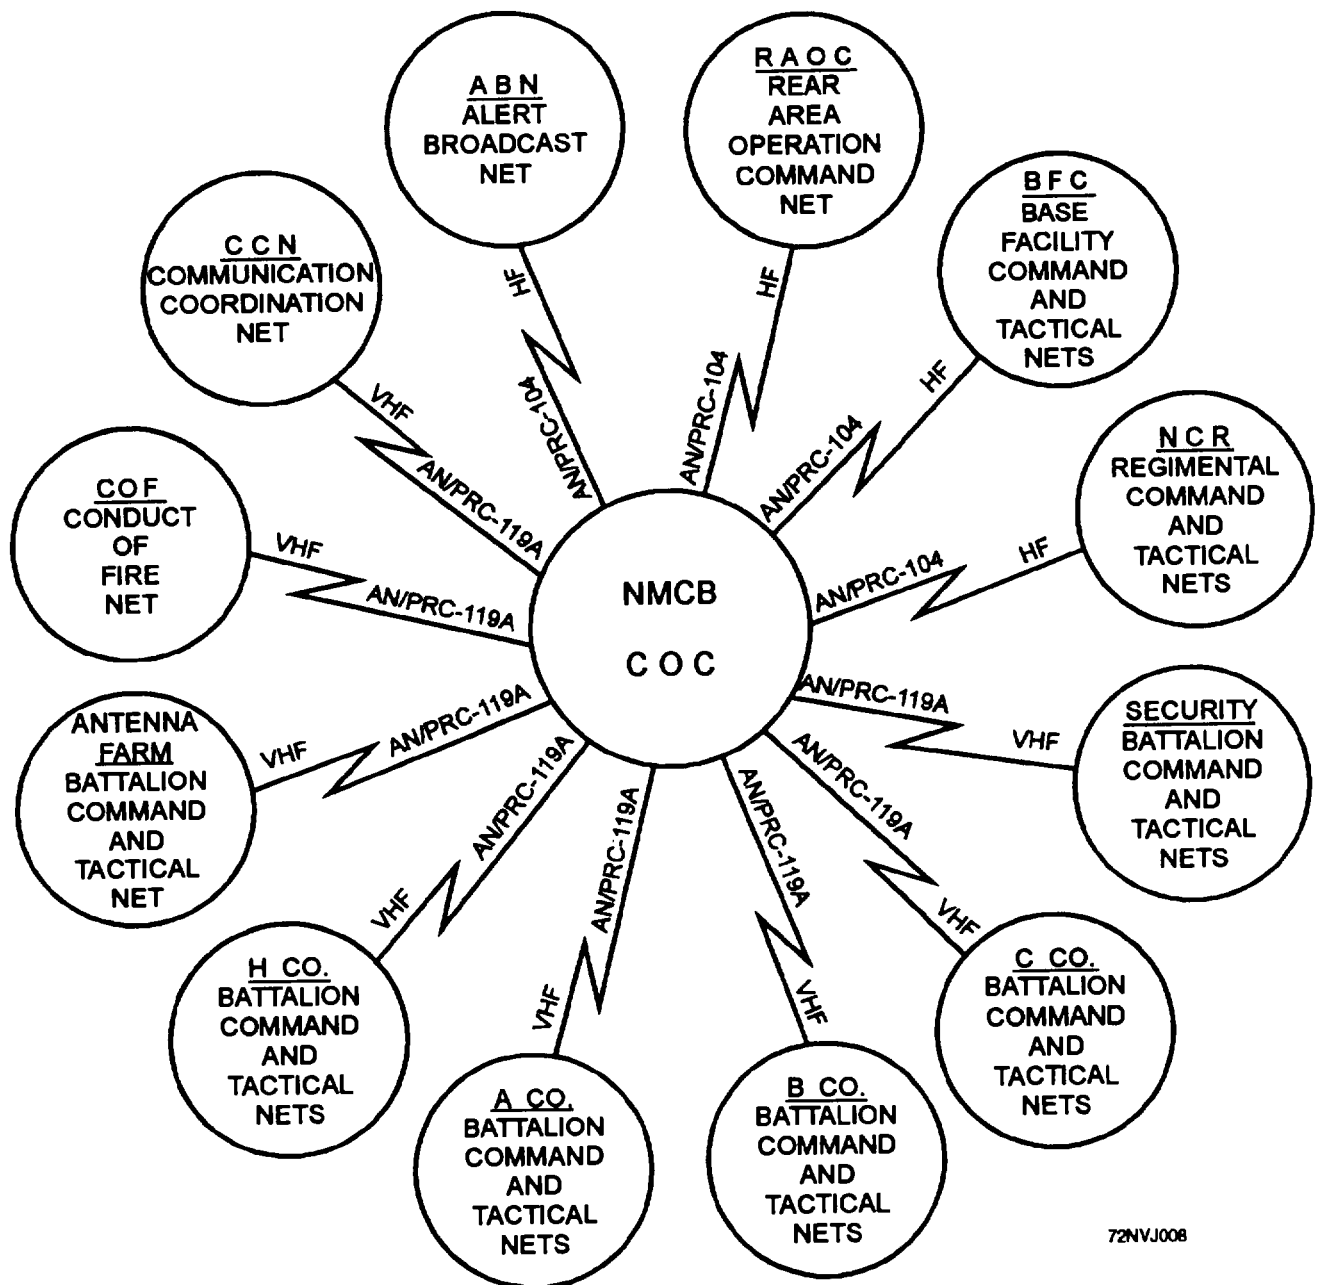 A B N
ALERT
BROADCAST
NET
R A O C
REAR
AREA
OPERATION
COMMAND
NET
B F C
BASE
FACILITY
COMMAND
AND
TACTICAL
NETS
C C N
COMMUNICATION
COORDINATION
NET
HF
AN/PRC-104
HF
AN/PRC-104
HF
AN/PRC-104
VHF
AN/PRC-119A
N C R
REGIMENTAL
COMMAND
AND
TACTICAL
NETS
HF
AN/PRC-104
C O F
CONDUCT
OF
FIRE
NET
VHF
AN/PRC-119A
NMCB
C O C
AN/PRC-119A
VHF
SECURITY
BATTALION
COMMAND
AND
TACTICAL
NETS
ANTENNA
FARM
BATTALION
COMMAND
AND
TACTICAL
NET
VHF
AN/PRC-119A
AN/PRC-119A
VHF
AN/PRC-119A
VHF
AN/PRC-119A
VHF
AN/PRC-119A
VHF
H CO.
BATTALION
COMMAND
AND
TACTICAL
NETS
A CO.
BATTALION
COMMAND
AND
TACTICAL
NETS
B CO.
BATTALION
COMMAND
AND
TACTICAL
NETS
C CO.
BATTALION
COMMAND
AND
TACTICAL
NETS
72NVJ008